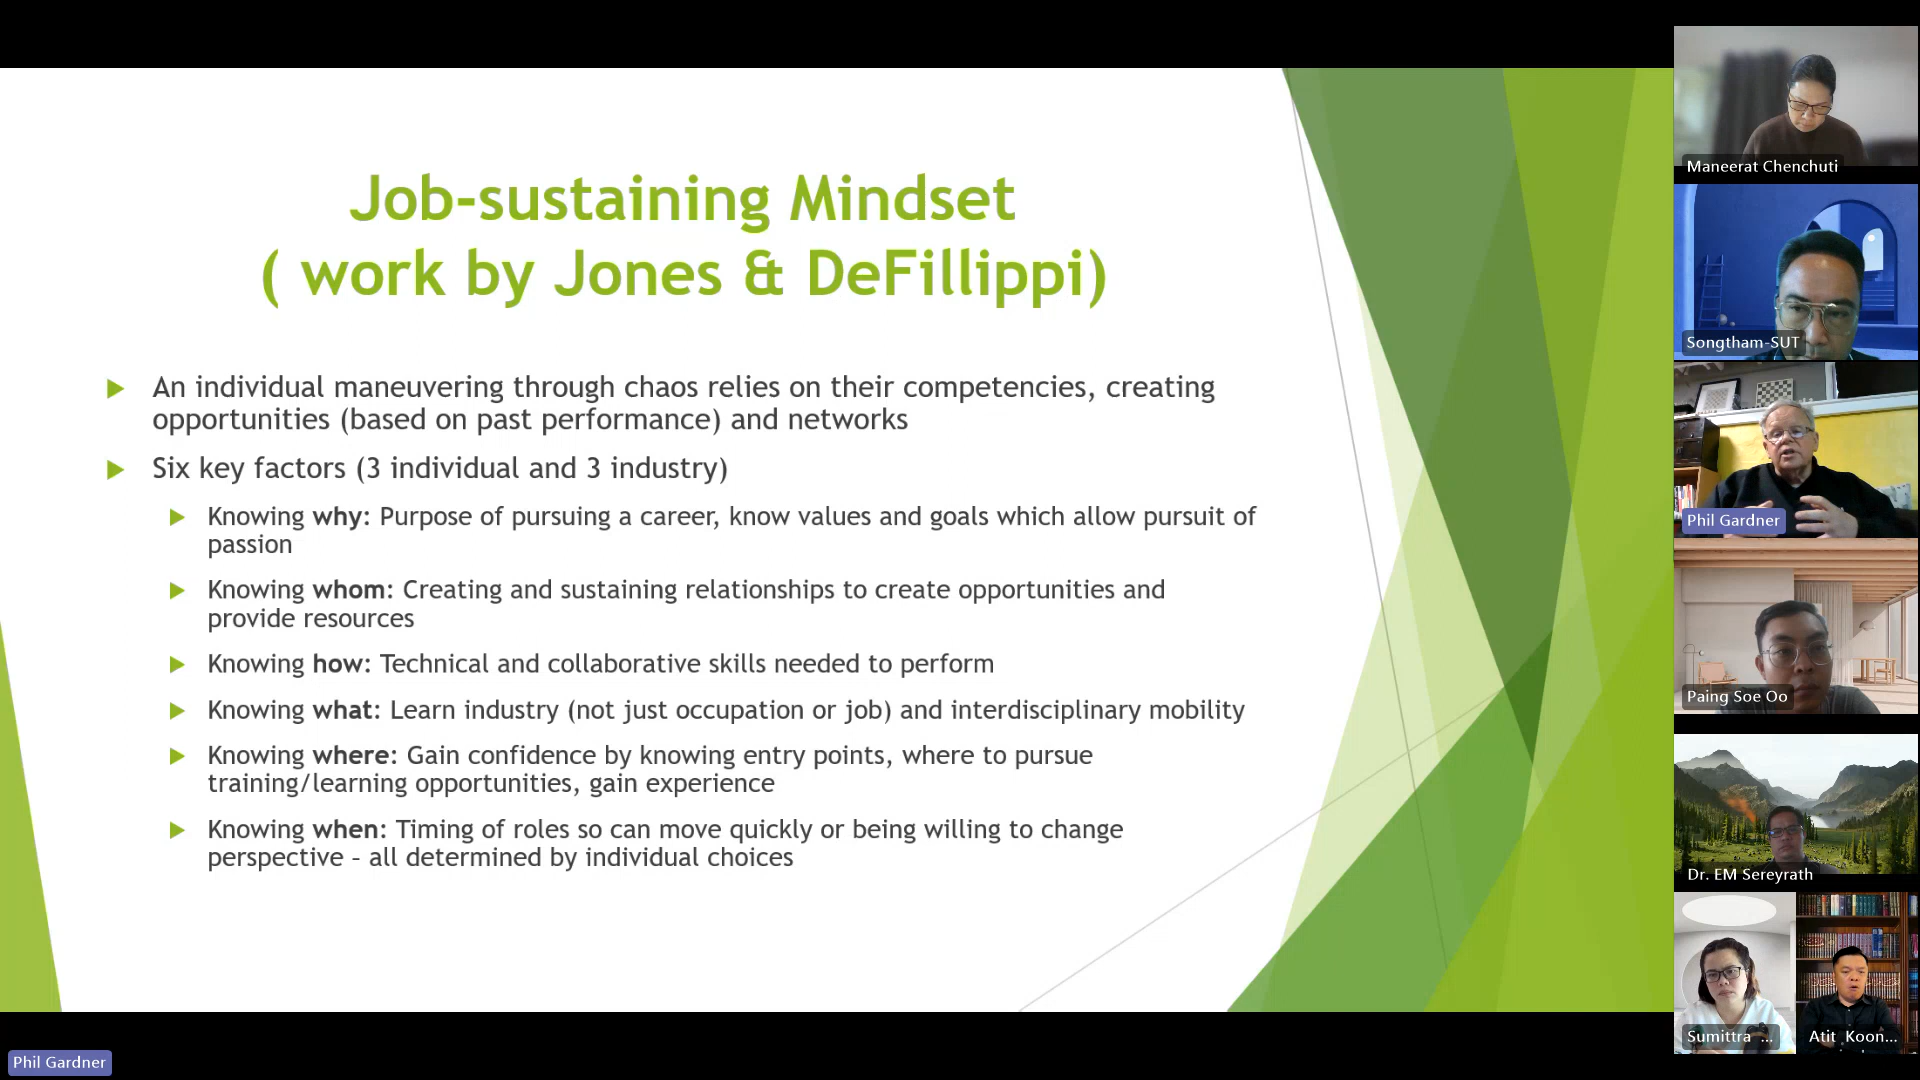 Job-sustaining Mindset
( work by Jones & DeFillippi)
An individual maneuvering through chaos relies on their competencies, creating
opportunities (based on past performance) and networks
Six key factors (3 individual and 3 industry)
Knowing why: Purpose of pursuing a career, know values and goals which allow pursuit of
passion
Knowing whom: Creating and sustaining relationships to create opportunities and
provide resources
Knowing how: Technical and collaborative skills needed to perform
Knowing what: Learn industry (not just occupation or job) and interdisciplinary mobility
Knowing where: Gain confidence by knowing entry points, where to pursue
training/learning opportunities, gain experience
Knowing when: Timing of roles so can move quickly or being willing to change
perspective – all determined by individual choices
Maneerat Chenchuti
Songtham-SUT
Phil Gardner
Paing Soe Oo
Dr. EM Sereyrath
Sumittra ...
Atit Koon...
Phil Gardner